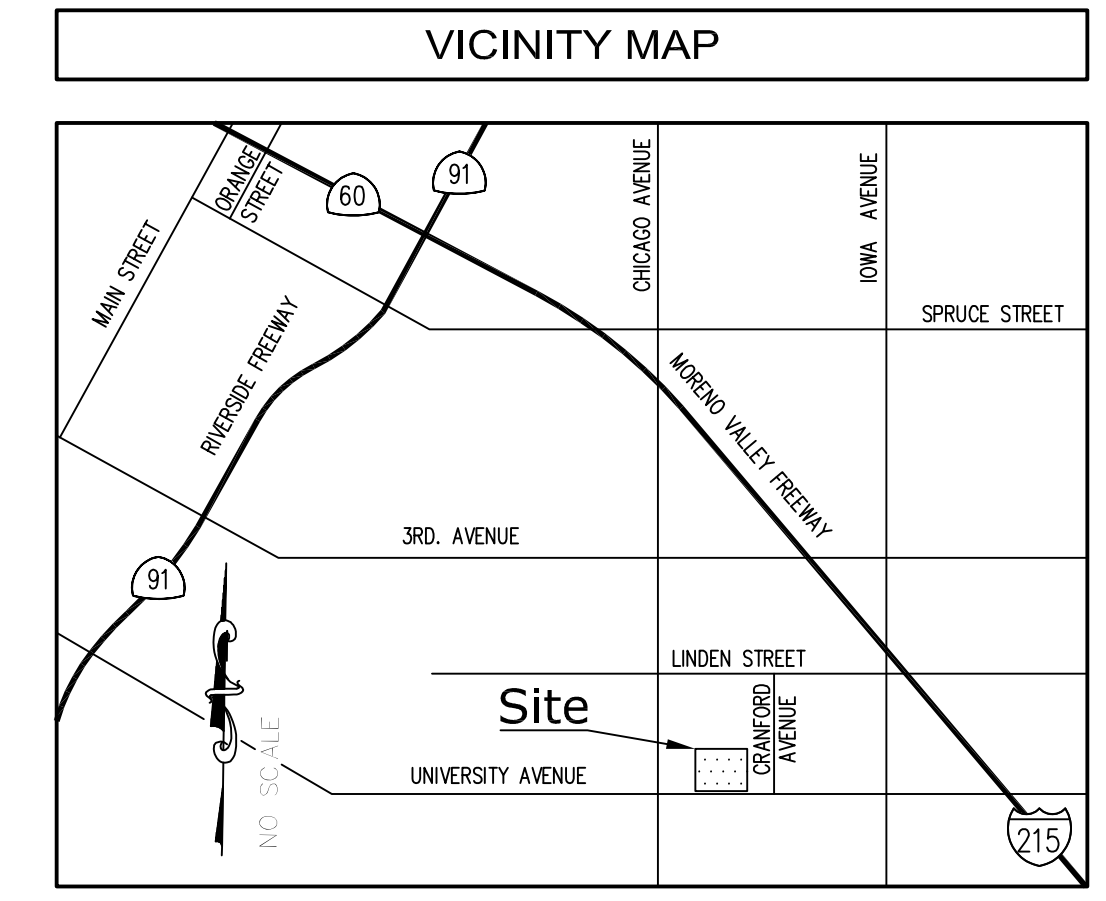 VICINITY MAP
ORANGE
STREET
60
91
CHICAGO AVENUE
IOWA AVENUE
MAIN STREET
SPRUCE STREET
RIVERSIDE FREEWAY
MORENO VALLEY FREEWAY
3RD. AVENUE
91
LINDEN STREET
Site
CRANFORD
AVENUE
NO SCALE
UNIVERSITY AVENUE
215